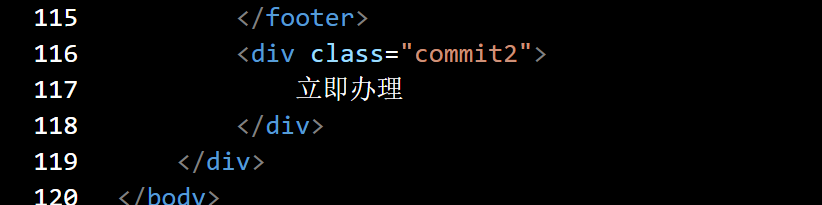 115 </footer>
116 <div class="commit2">
117 立即办理
118 </div>
119 </div>
120 </body>